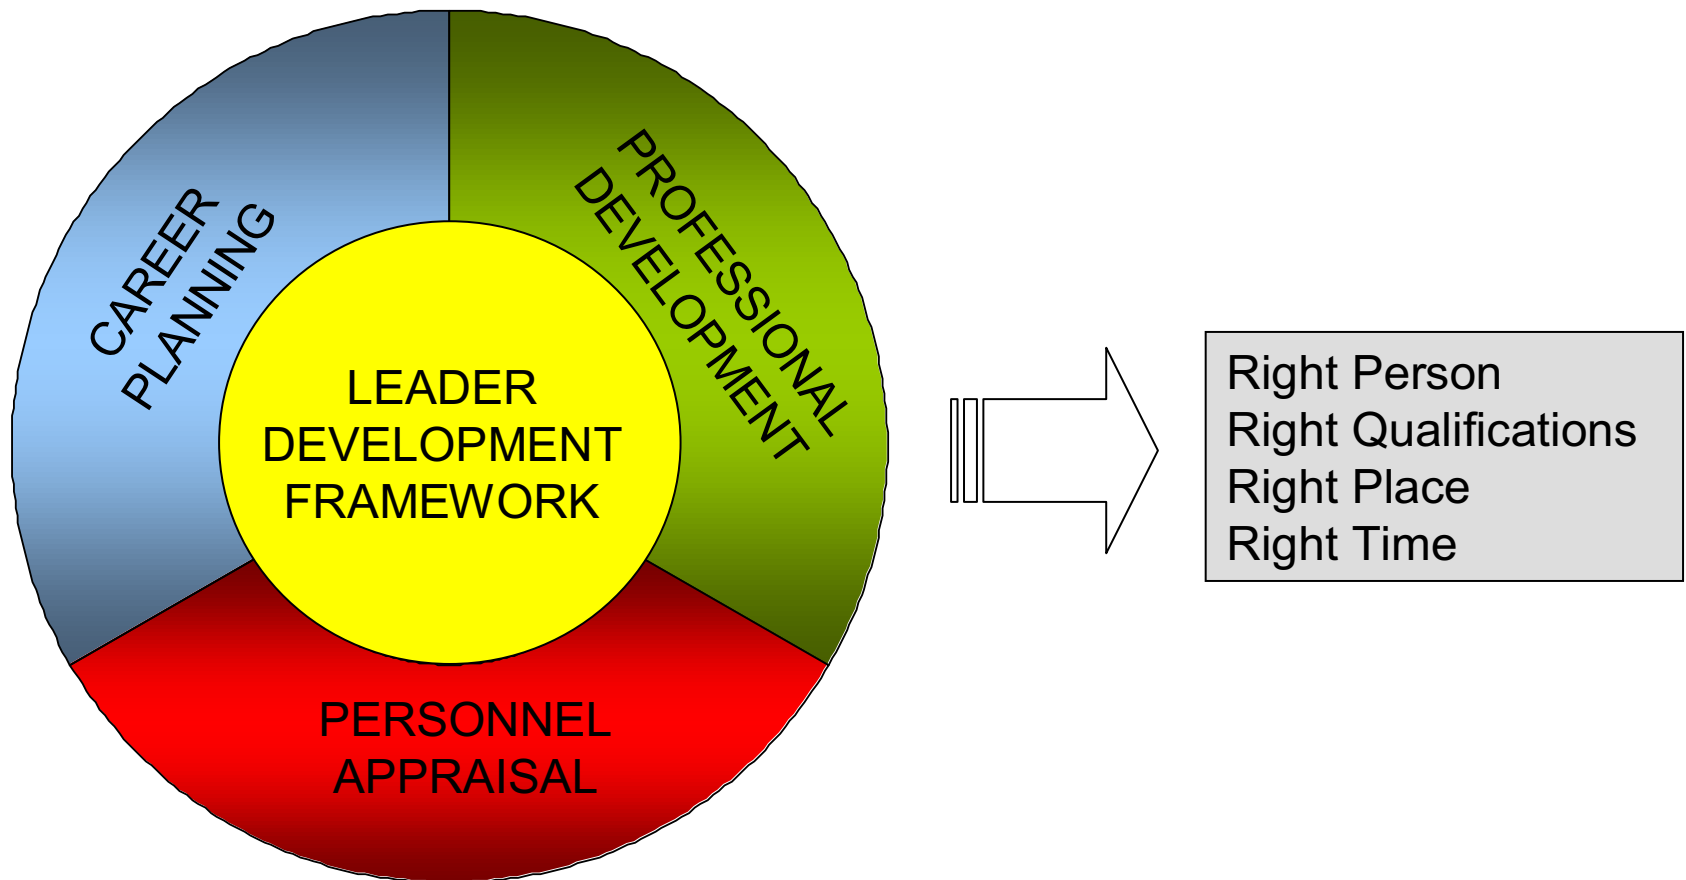 CAREER
PLANNING
PROFESSIONAL
DEVELOPMENT
LEADER
DEVELOPMENT
FRAMEWORK
PERSONNEL
APPRAISAL
Right Person
Right Qualifications
Right Place
Right Time